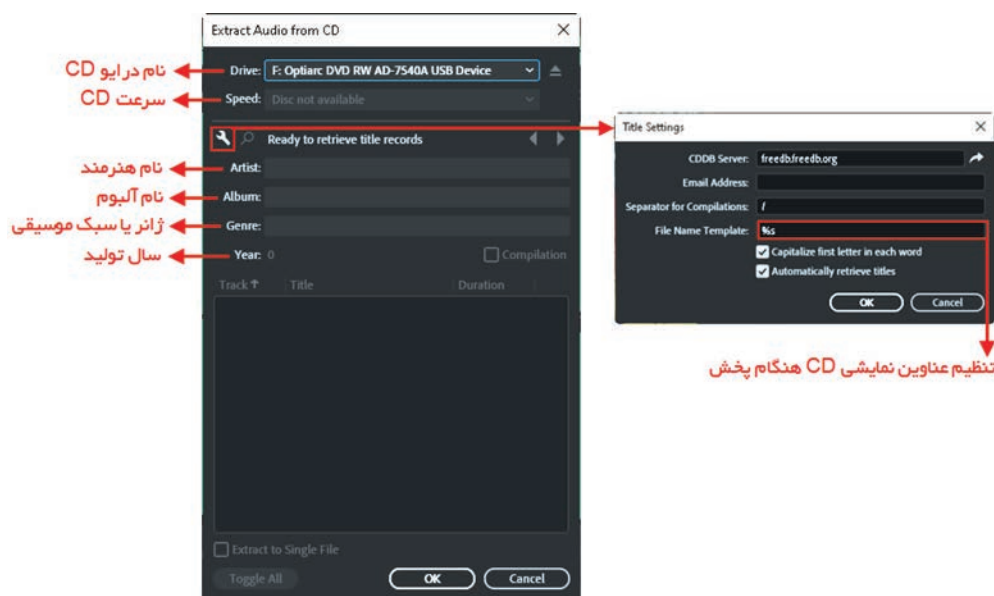 Extract Audio from CD
نام درایو CD
Drive: F: Optiarc DVD RW AD-7540A USB Device
سرعت CD
Speed: Disc not available
Ready to retrieve title records
نام هنرمند
Artist:
نام آلبوم
Album:
ژانر یا سبک موسیقی
Genre:
سال تولید
Year: 0
Compilation
Track Title Duration
Extract to Single File
Toggle All OK Cancel
Title Settings
CDDB Server: freedb.freedb.org
Email Address:
Separator for Compilations: /
File Name Template: %s
Capitalize first letter in each word
Automatically retrieve titles
OK Cancel
تنظیم عناوین نمایشی CD هنگام پخش